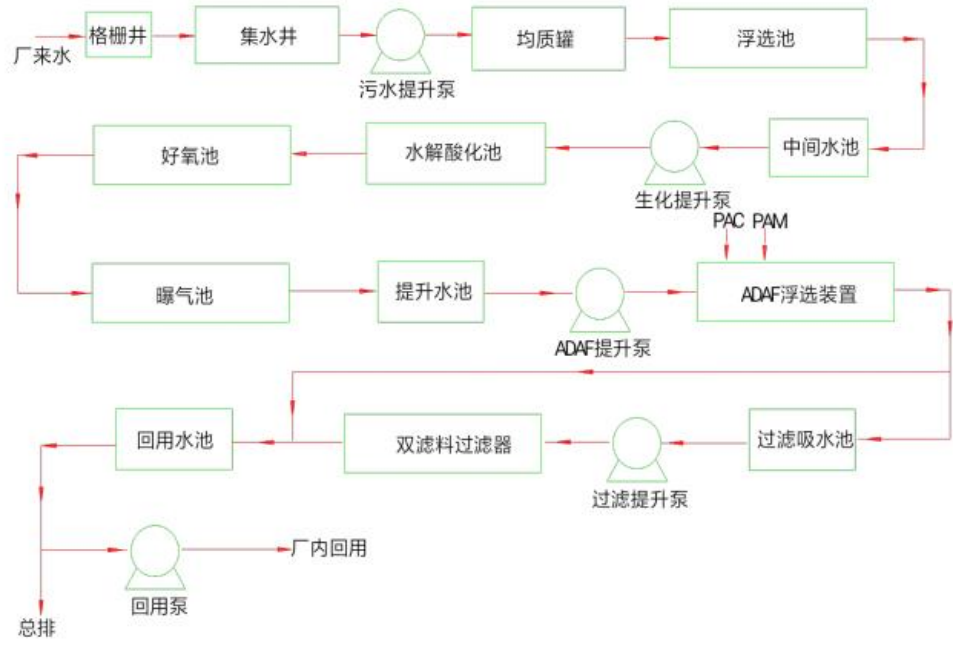 厂来水
格栅井
集水井
污水提升泵
均质罐
浮选池
中间水池
生化提升泵
水解酸化池
好氧池
曝气池
提升水池
ADAF提升泵
PAC PAM
ADAF浮选装置
过滤吸水池
过滤提升泵
双滤料过滤器
回用水池
回用泵
厂内回用
总排